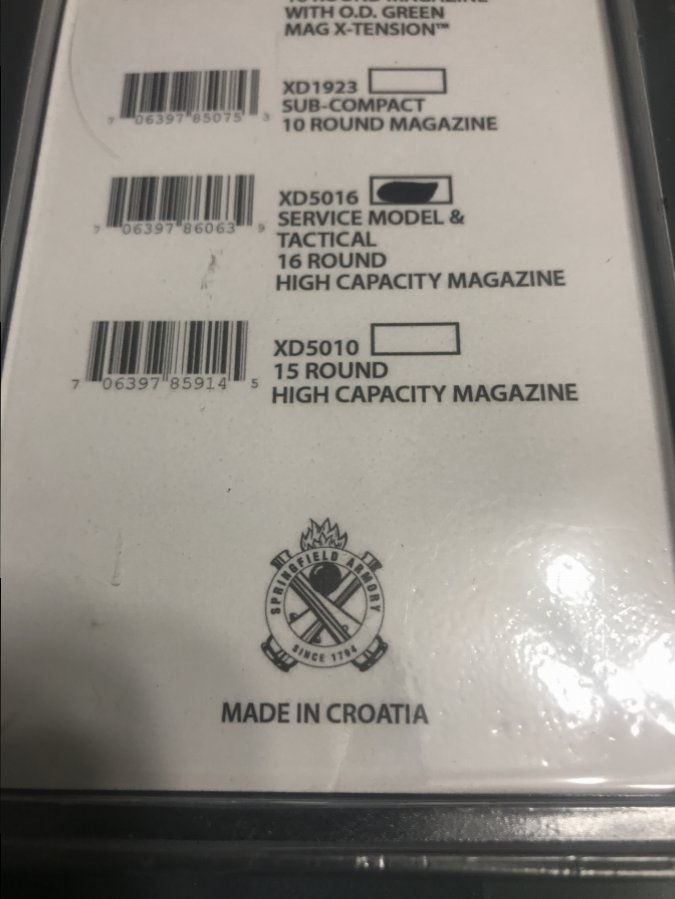 WITH O.D. GREEN
MAG X-TENSION™
XD1923
SUB-COMPACT
10 ROUND MAGAZINE
7 06397 85075 3
XD5016
SERVICE MODEL &
TACTICAL
16 ROUND
HIGH CAPACITY MAGAZINE
7 06397 86063 9
XD5010
15 ROUND
HIGH CAPACITY MAGAZINE
7 06397 85914 5
SPRINGFIELD ARMORY
SINCE 1794
MADE IN CROATIA